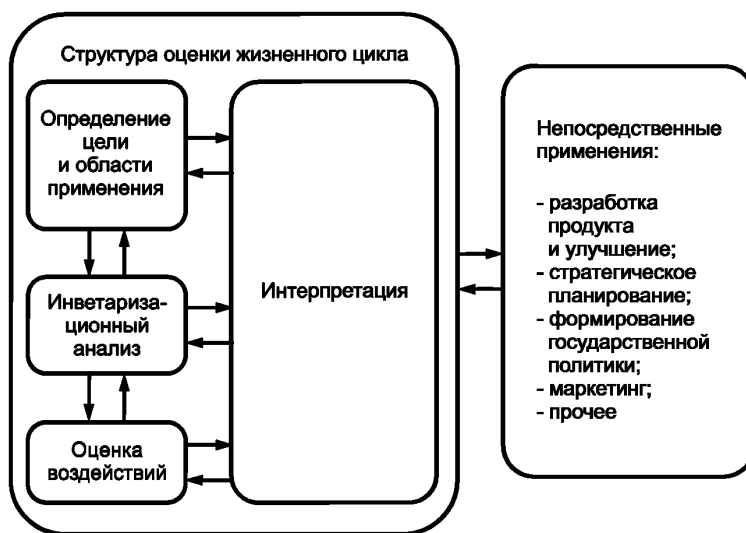 Структура оценки жизненного цикла
Определение
цели
и области
применения
Инветариза-
ционный
анализ
Оценка
воздействий
Интерпретация
Непосредственные
применения:
- разработка
продукта
и улучшение;
- стратегическое
планирование;
- формирование
государственной
политики;
- маркетинг;
- прочее